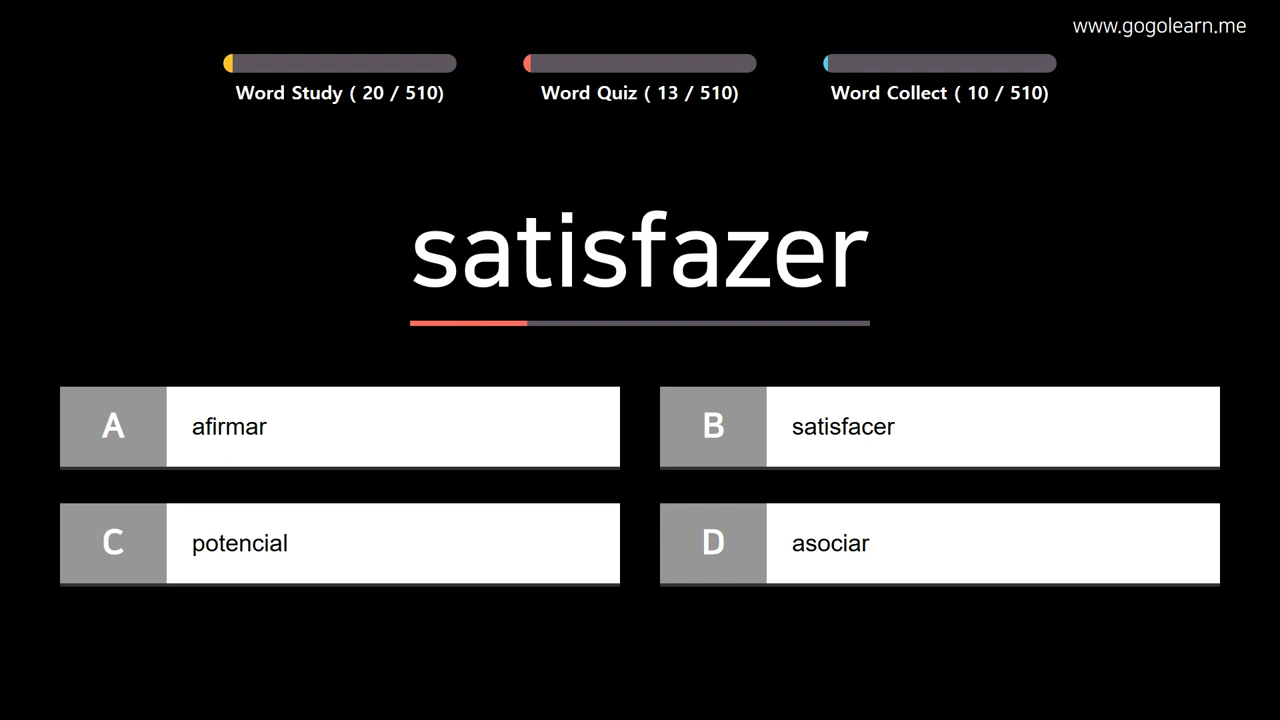 www.gogolearn.me
Word Study ( 20 / 510)
Word Quiz ( 13 / 510)
Word Collect ( 10 / 510)
satisfazer
A afirmar
B satisfacer
C potencial
D asociar